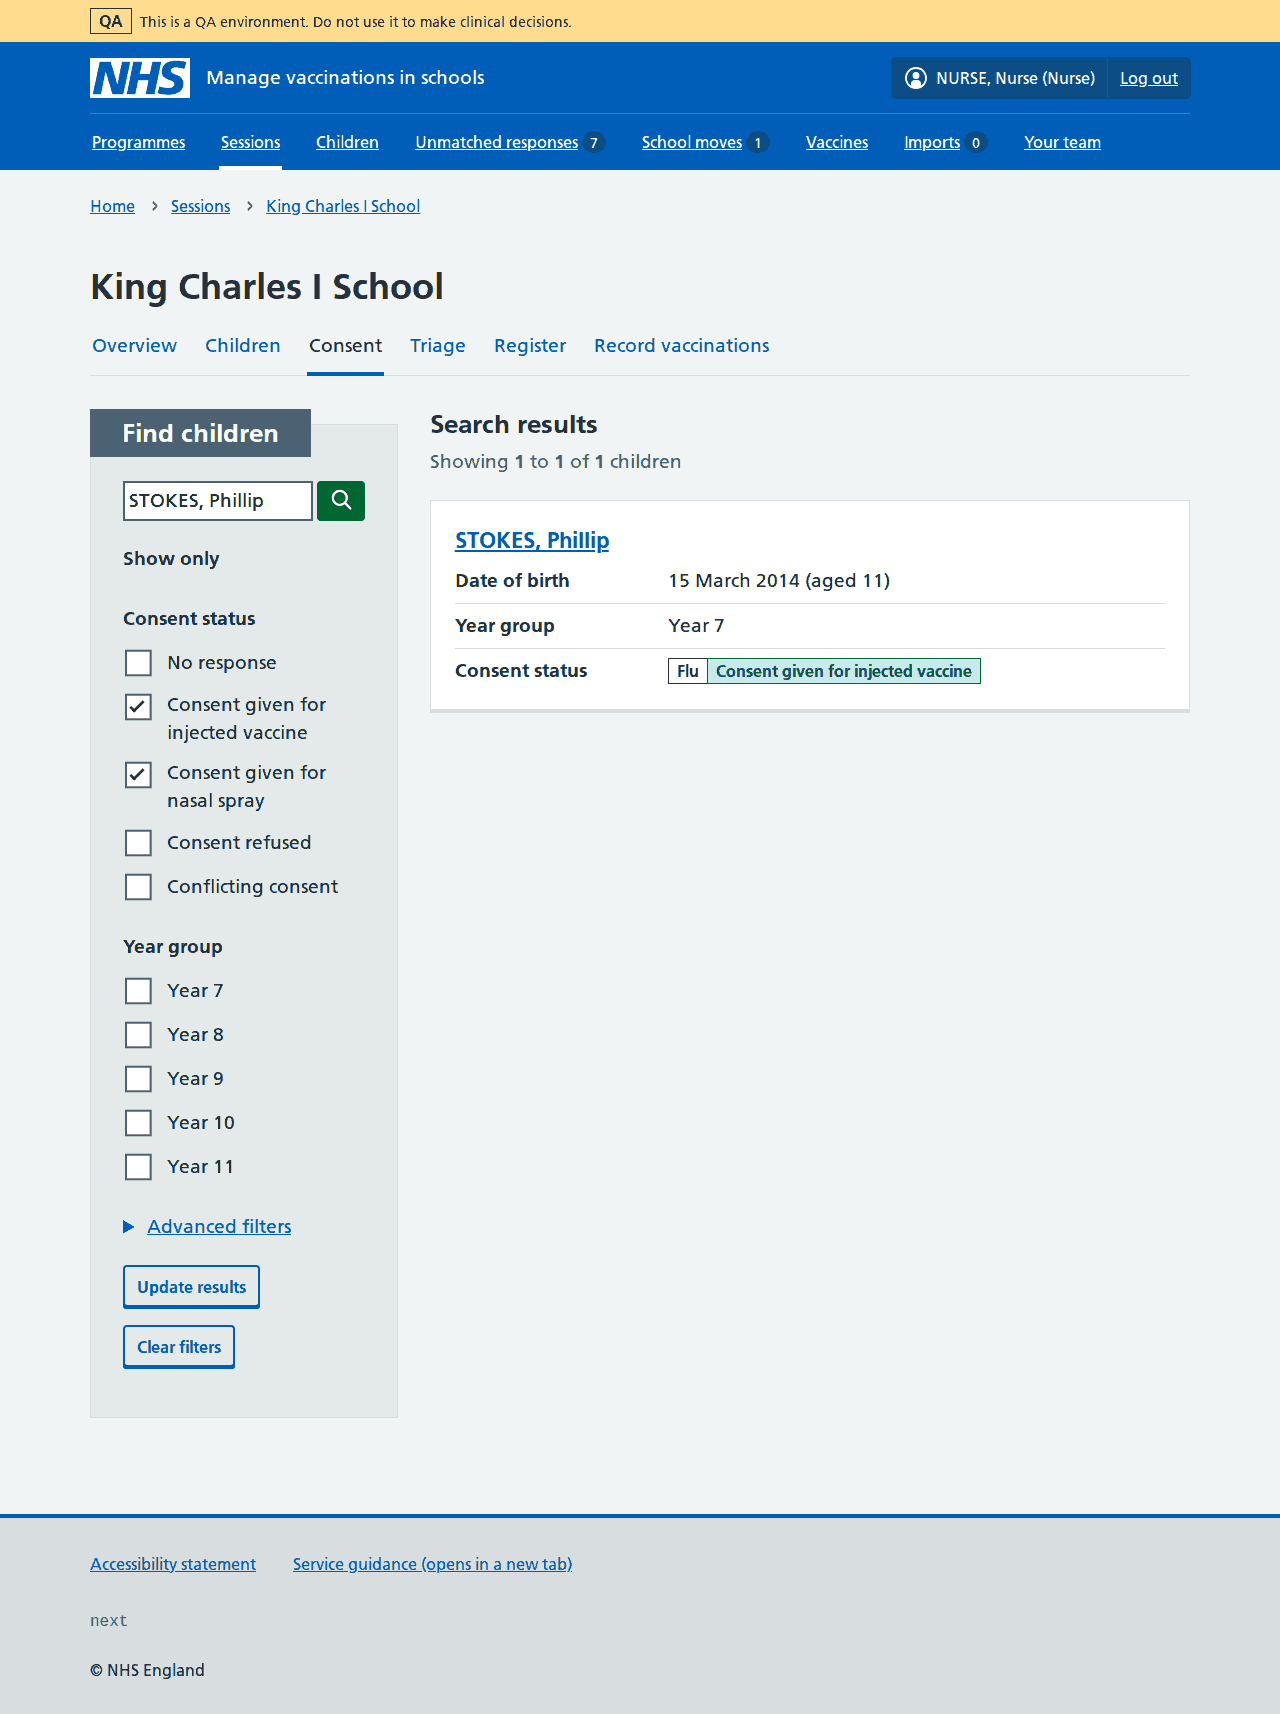 QA This is a QA environment. Do not use it to make clinical decisions.
NHS Manage vaccinations in schools NURSE, Nurse (Nurse) Log out
Programmes Sessions Children Unmatched responses 7 School moves 1 Vaccines Imports 0 Your team
Home Sessions King Charles I School
King Charles I School
Overview Children Consent Triage Register Record vaccinations
Find children
STOKES, Phillip
Show only
Consent status
No response
Consent given for
injected vaccine
Consent given for
nasal spray
Consent refused
Conflicting consent
Year group
Year 7
Year 8
Year 9
Year 10
Year 11
Advanced filters
Update results
Clear filters
Search results
Showing 1 to 1 of 1 children
STOKES, Phillip
Date of birth 15 March 2014 (aged 11)
Year group Year 7
Consent status Flu Consent given for injected vaccine
Accessibility statement Service guidance (opens in a new tab)
next
© NHS England